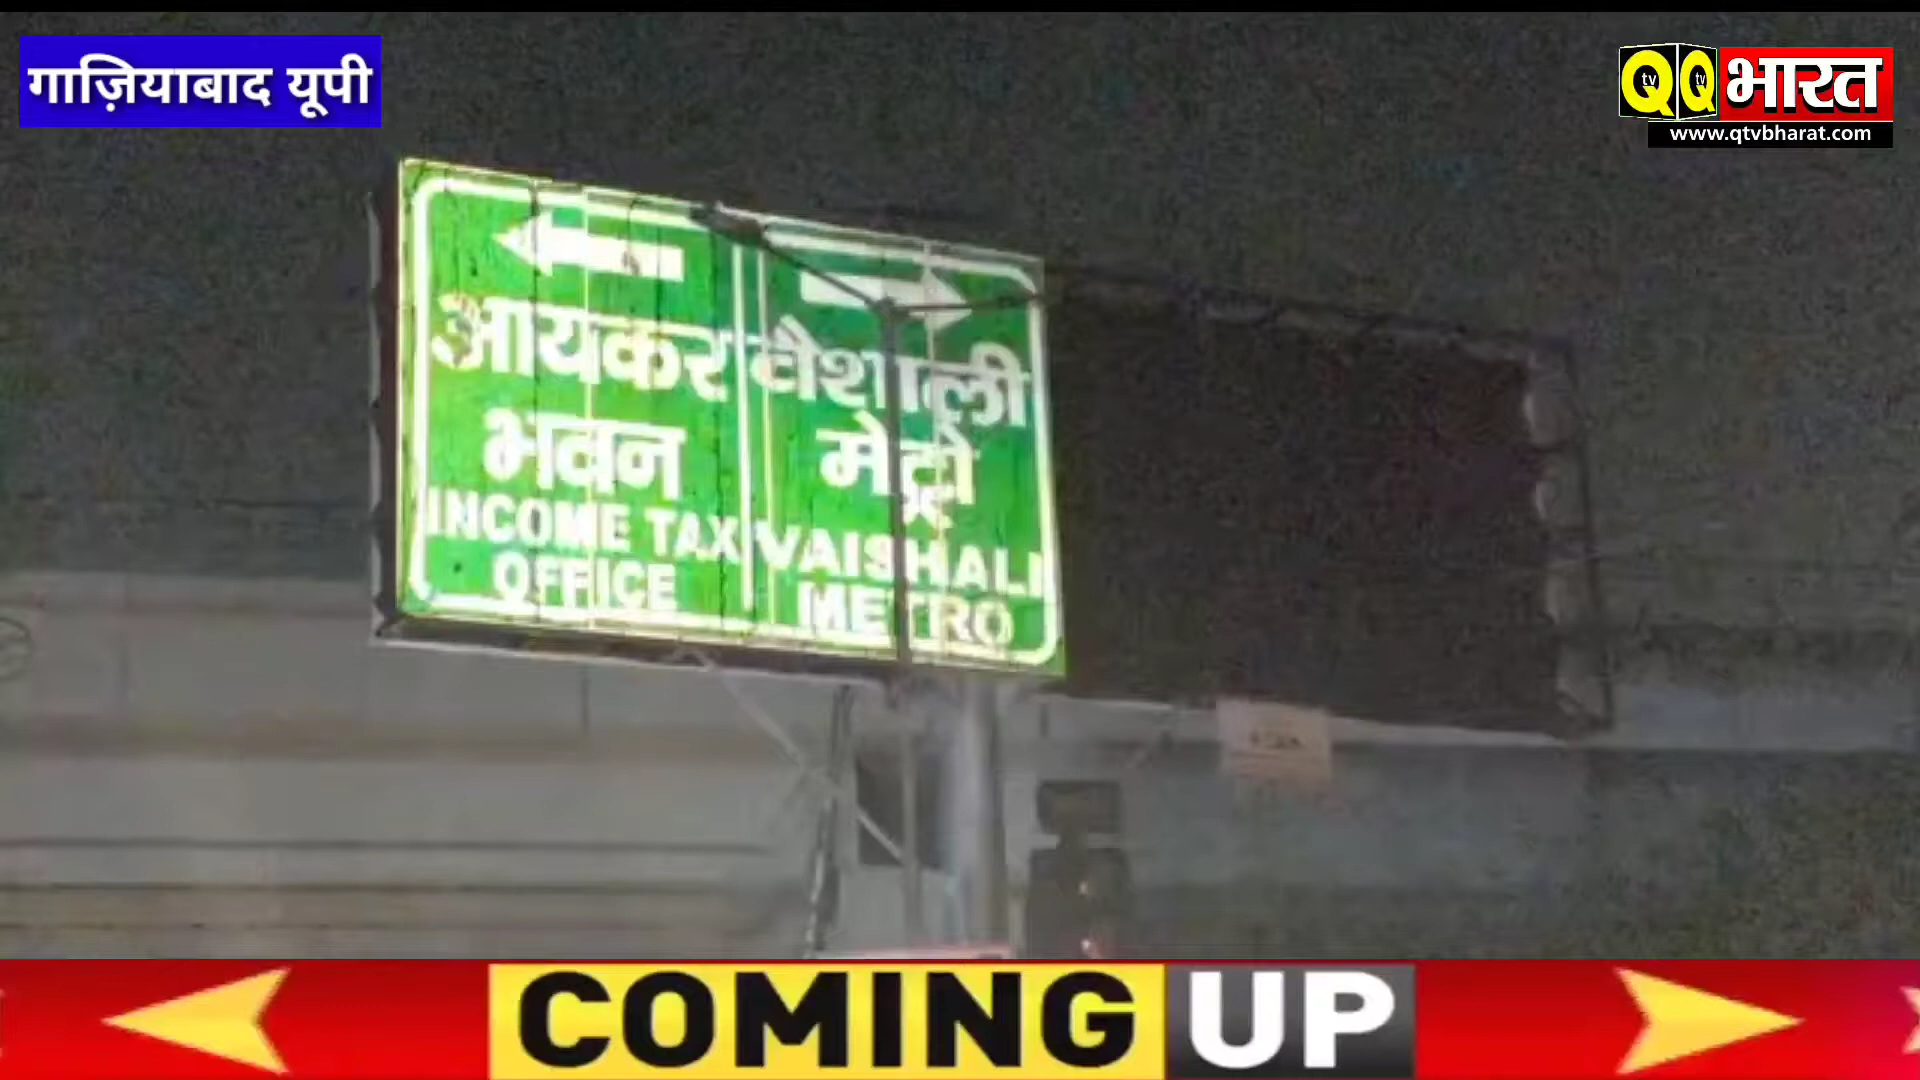 गाज़ियाबाद यूपी
QQ भारत
tv tv
www.qtvbharat.com
आयकर
भवन
INCOME TAX
OFFICE
वैशाली
मेट्रो
VAISHALI
METRO
COMING UP